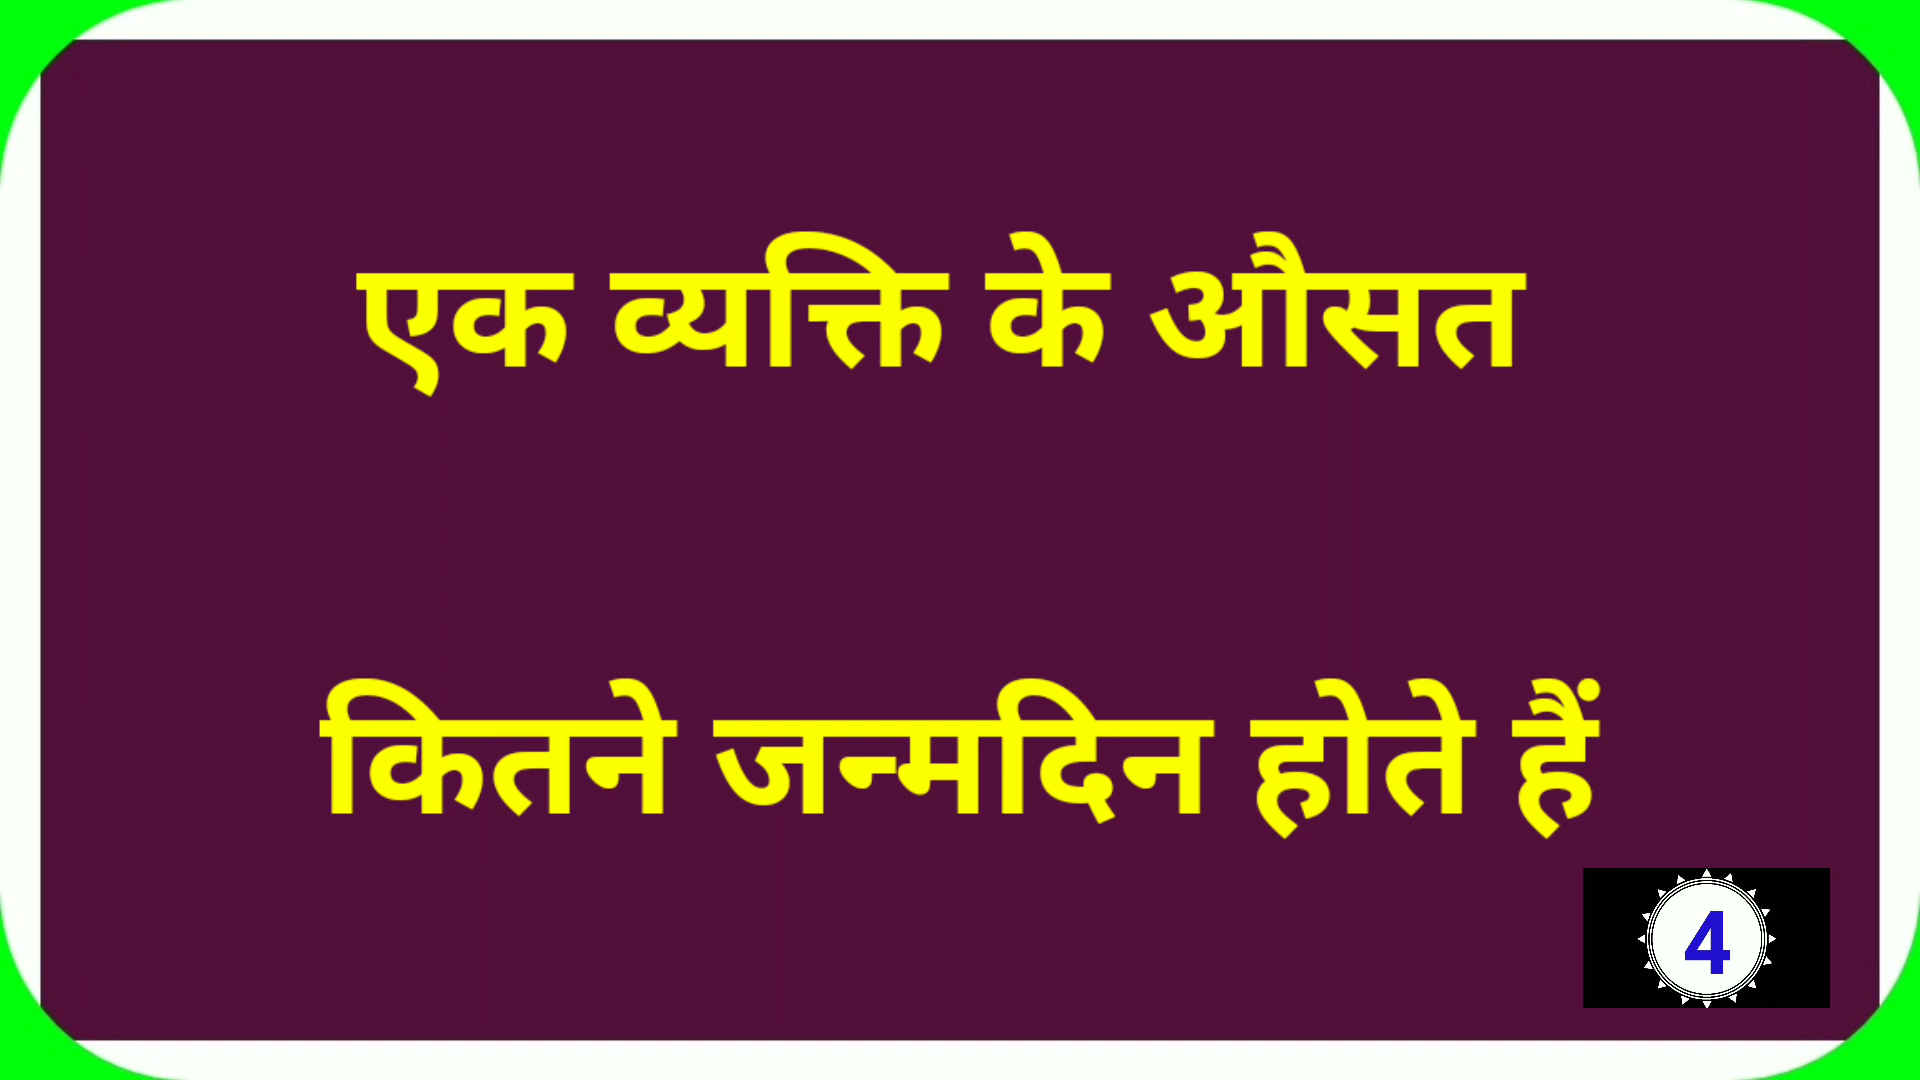 एक व्यक्ति के औसत
कितने जन्मदिन होते हैं
4